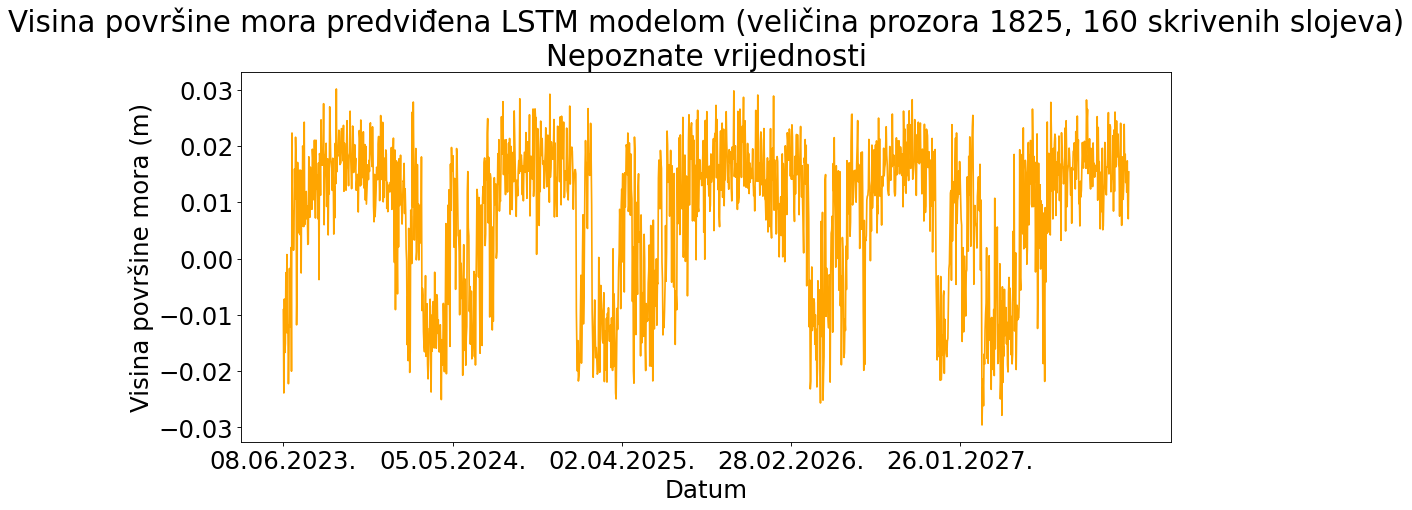 Visina površine mora predviđena LSTM modelom (veličina prozora 1825, 160 skrivenih slojeva)
Nepoznate vrijednosti
Visina površine mora (m)
0.03
0.02
0.01
0.00
−0.01
−0.02
−0.03
08.06.2023. 05.05.2024. 02.04.2025. 28.02.2026. 26.01.2027.
Datum